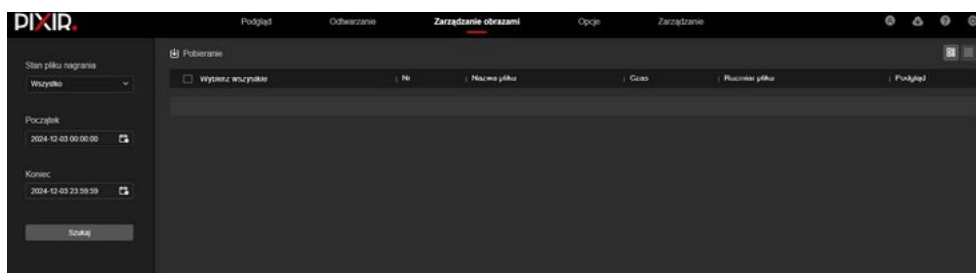 PIXIR.
Podgląd Odtwarzanie Zarządzanie obrazami Opcje Zarządzanie
Pobieranie
Stan pliku nagrania
Wszystko
Wybierz wszystkie Nr Nazwa pliku Czas Rozmiar pliku Podgląd
Początek
2024-12-03 00:00:00
Koniec
2024-12-03 23:59:59
Szukaj